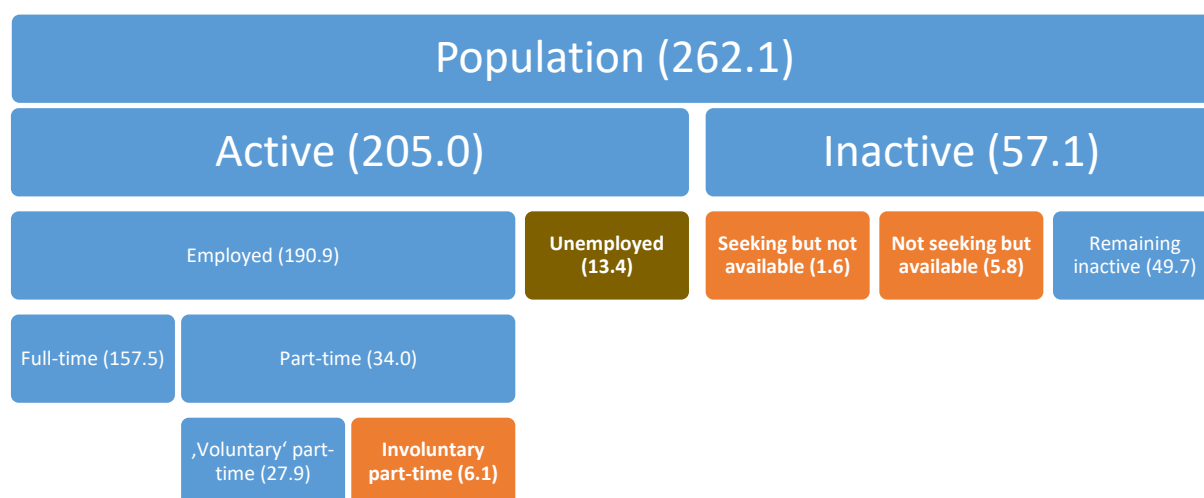 Population (262.1)
Active (205.0)
Inactive (57.1)
Employed (190.9)
Unemployed
(13.4)
Seeking but not
available (1.6)
Not seeking but
available (5.8)
Remaining
inactive (49.7)
Full-time (157.5)
Part-time (34.0)
‚Voluntary‘ part-
time (27.9)
Involuntary
part-time (6.1)